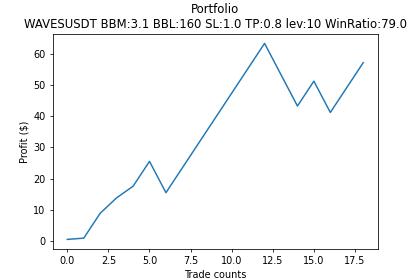 Portfolio
WAVESUSDT BBM:3.1 BBL:160 SL:1.0 TP:0.8 lev:10 WinRatio:79.0
60
50
40
30
20
10
0
Profit ($)
0.0 2.5 5.0 7.5 10.0 12.5 15.0 17.5
Trade counts